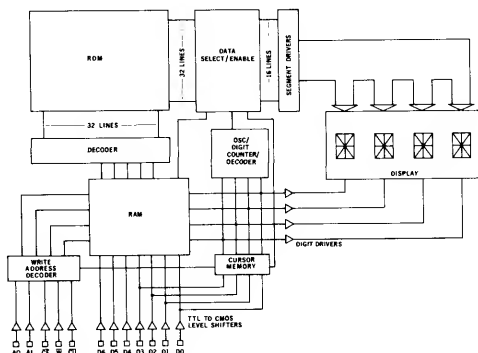 ROM
32 LINES
DATA
SELECT/ENABLE
16 LINES
SEGMENT DRIVERS
32 LINES
DECODER
OSC/
DIGIT
COUNTER/
DECODER
DISPLAY
RAM
DIGIT DRIVERS
WRITE
ADDRESS
DECODER
CURSOR
MEMORY
TTL TO CMOS
LEVEL SHIFTERS
A0 A1 CE W CU D6 D5 D4 D3 D2 D1 D0